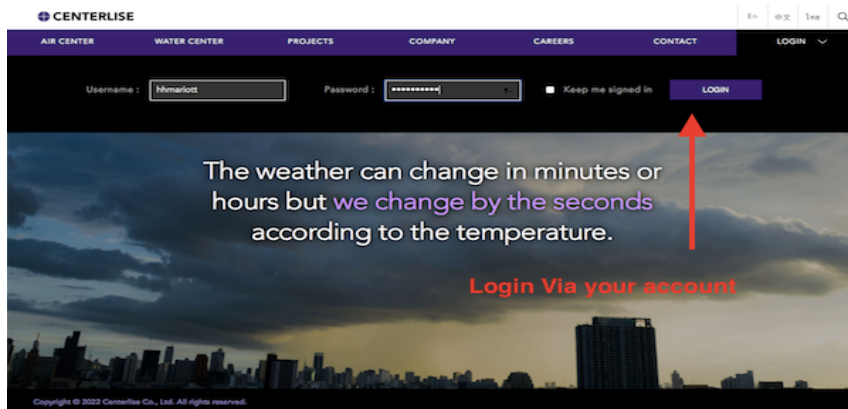 CENTERLISE
En 中文 ไทย
AIR CENTER WATER CENTER PROJECTS COMPANY CAREERS CONTACT LOGIN
Username : hhmariott Password : •••••••••• Keep me signed in LOGIN
The weather can change in minutes or
hours but we change by the seconds
according to the temperature.
Login Via your account
Copyright © 2022 Centerlise Co., Ltd. All rights reserved.